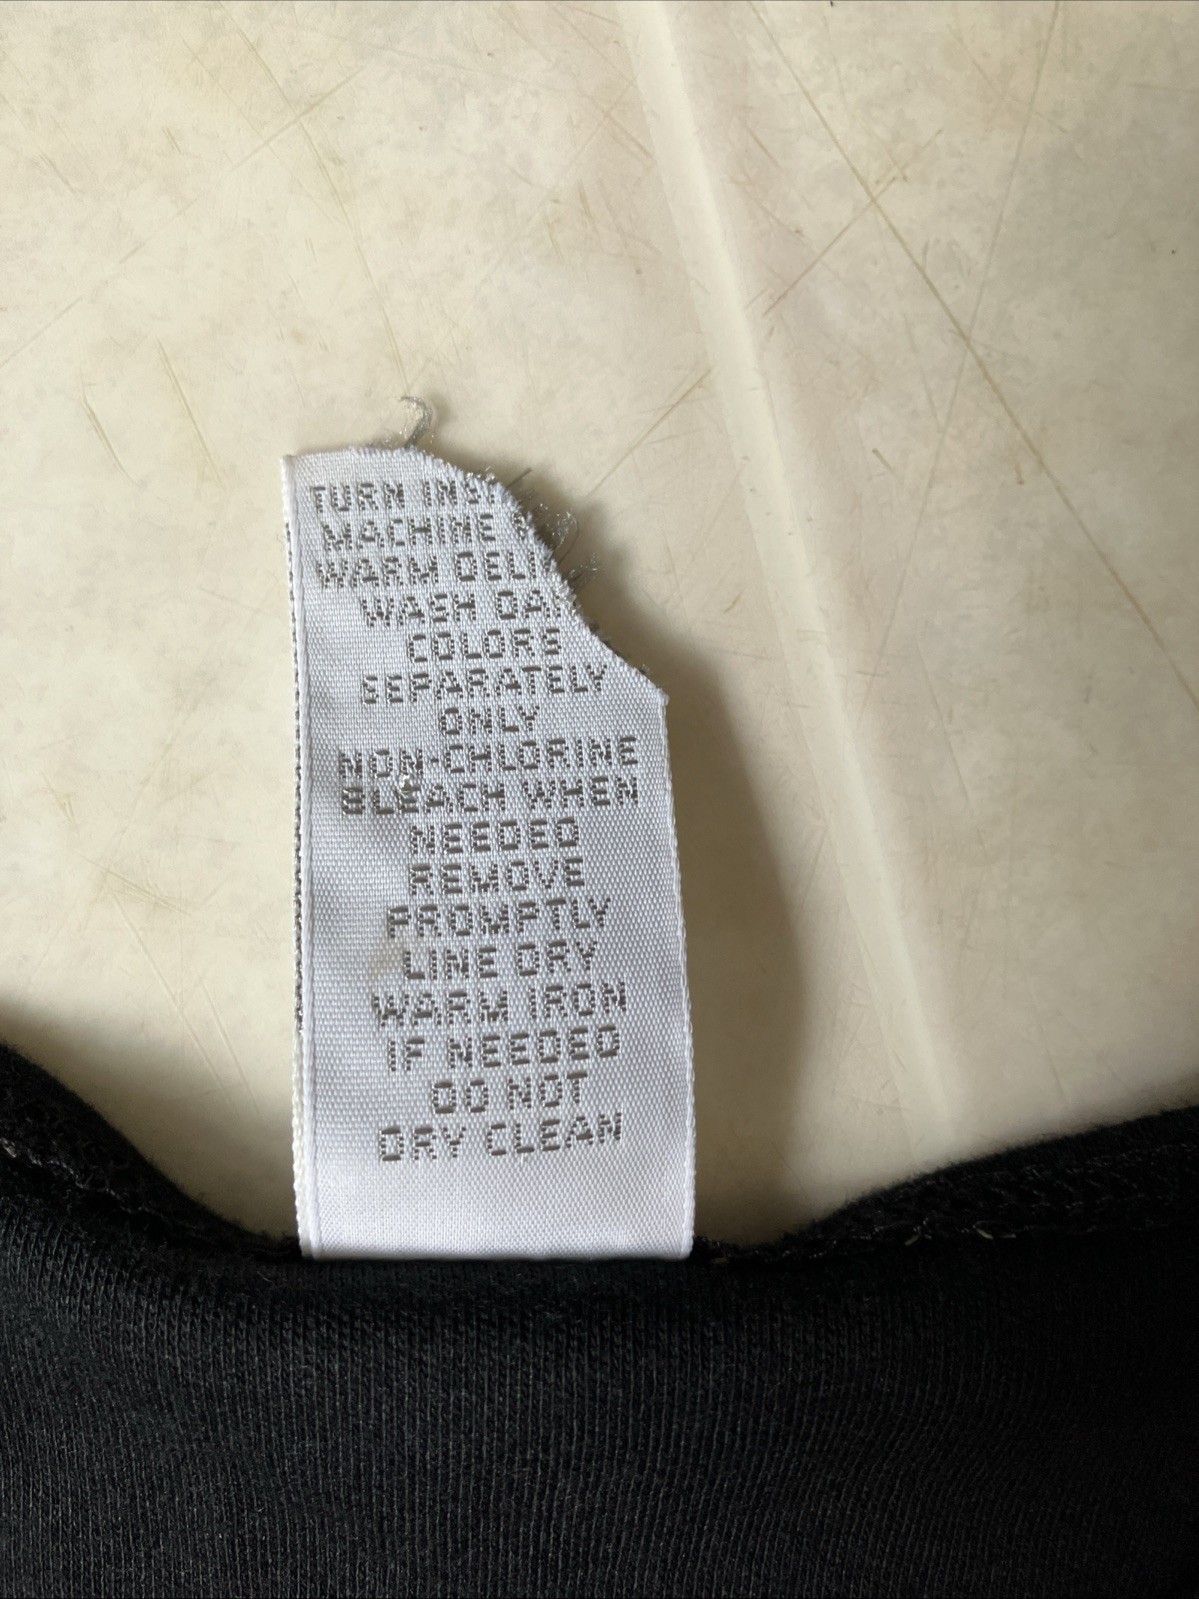 TURN INS
MACHINE
WARM DELI
WASH DA
COLORS
SEPARATELY
ONLY
NON-CHLORINE
BLEACH WHEN
NEEDED
REMOVE
PROMPTLY
LINE DRY
WARM IRON
IF NEEDED
DO NOT
DRY CLEAN